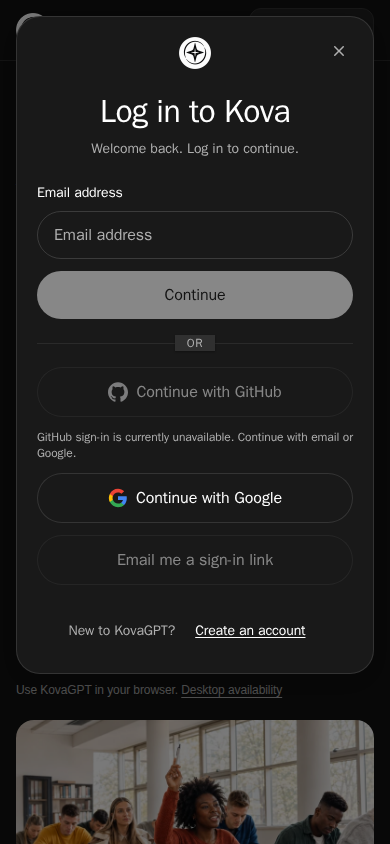 Log in to Kova
Welcome back. Log in to continue.
Email address
Email address
Continue
OR
Continue with GitHub
GitHub sign-in is currently unavailable. Continue with email or
Google.
Continue with Google
Email me a sign-in link
New to KovaGPT? Create an account
Use KovaGPT in your browser. Desktop availability